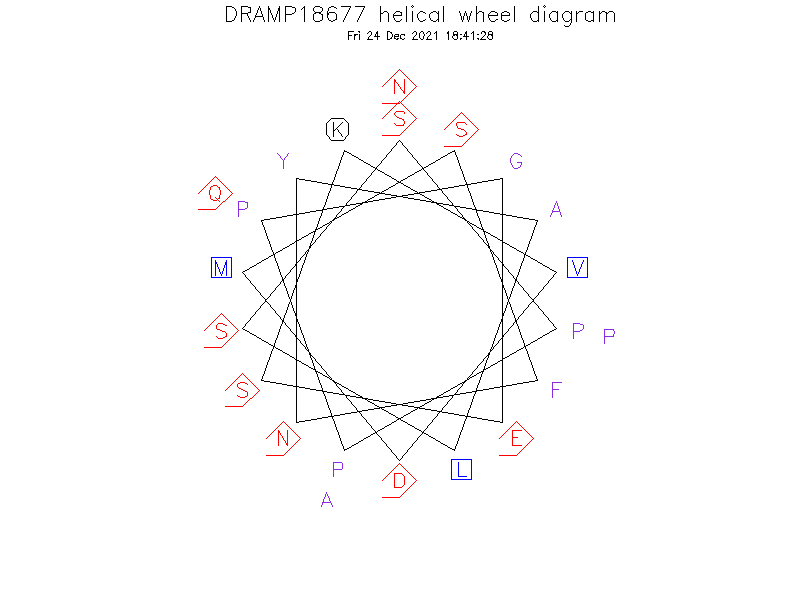 DRAMP18677 helical wheel diagram
Fri 24 Dec 2021 18:41:28
N
S
K
S
Y
G
Q
P
A
M
V
S
P
P
S
F
N
E
P
D
L
A